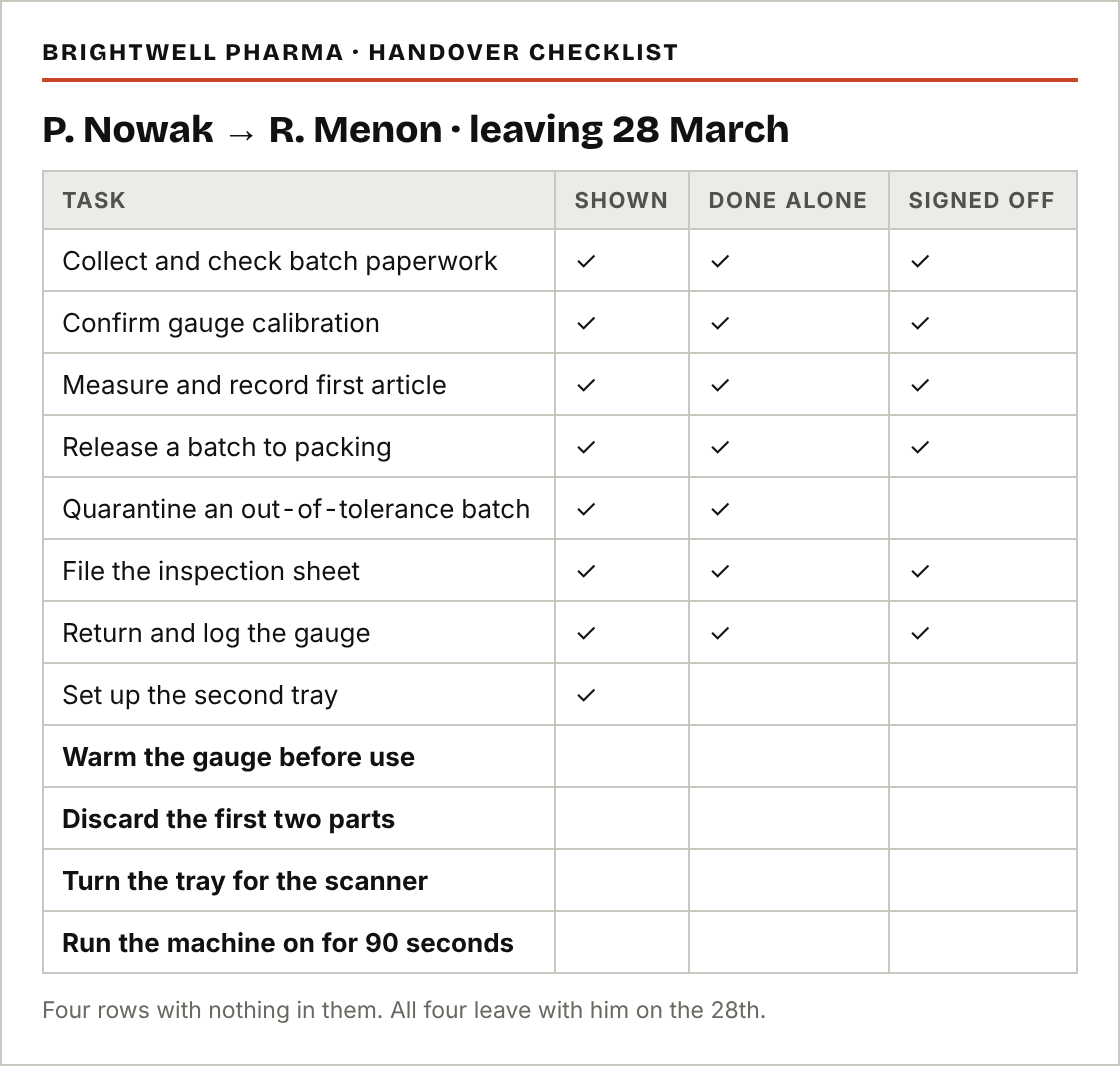 BRIGHTWELL PHARMA · HANDOVER CHECKLIST
P. Nowak → R. Menon · leaving 28 March
TASK SHOWN DONE ALONE SIGNED OFF
Collect and check batch paperwork ✓ ✓ ✓
Confirm gauge calibration ✓ ✓ ✓
Measure and record first article ✓ ✓ ✓
Release a batch to packing ✓ ✓ ✓
Quarantine an out-of-tolerance batch ✓ ✓
File the inspection sheet ✓ ✓ ✓
Return and log the gauge ✓ ✓ ✓
Set up the second tray ✓
Warm the gauge before use
Discard the first two parts
Turn the tray for the scanner
Run the machine on for 90 seconds
Four rows with nothing in them. All four leave with him on the 28th.